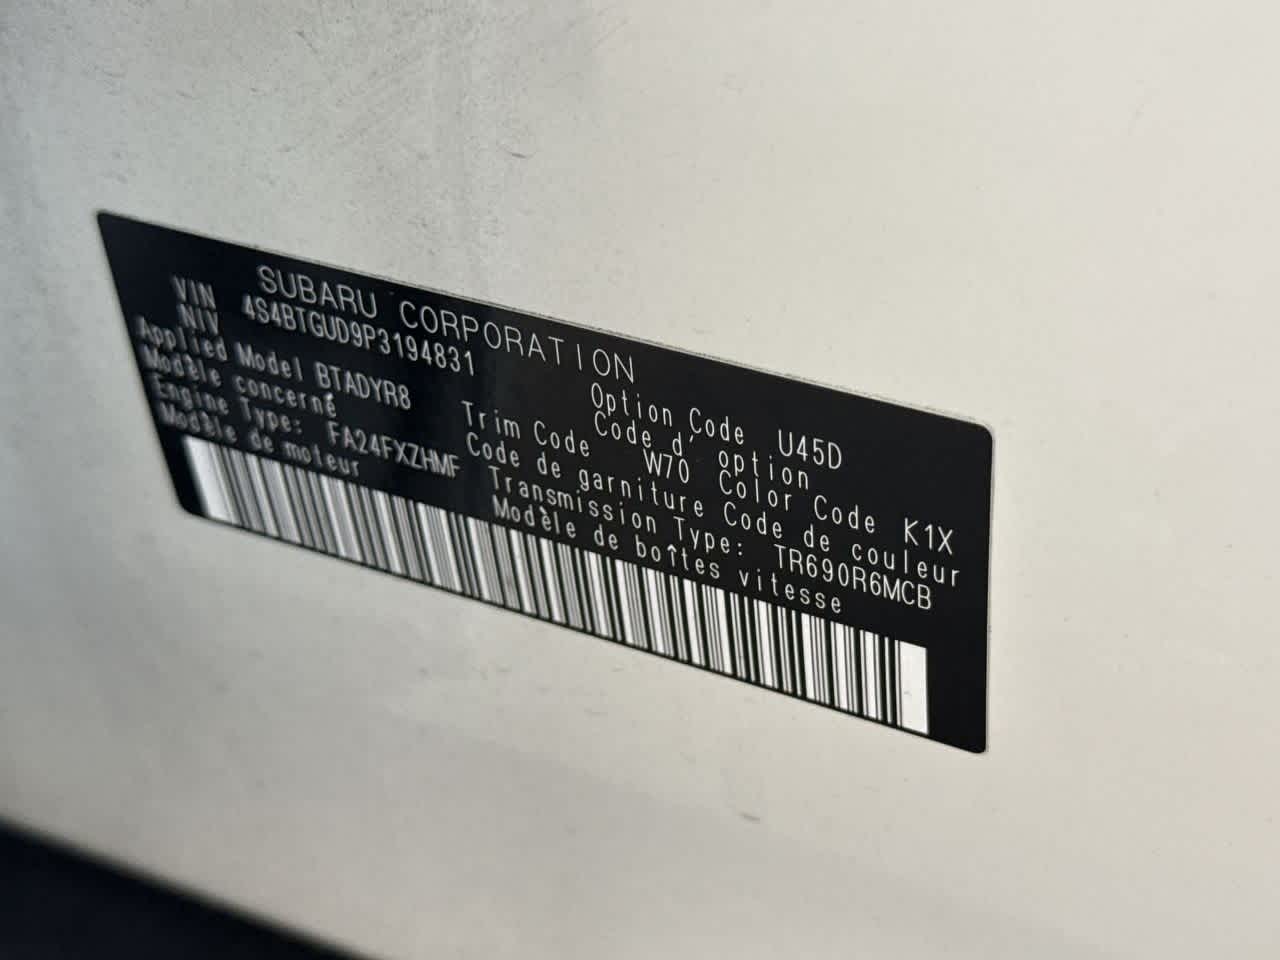 SUBARU CORPORATION
VIN 4S4BTGUD9P3194831
NIV
Applied Model BTADYR8 Option Code U45D
Modèle concerné Code d' option
Trim Code W70 Color Code K1X
Code de garniture Code de couleur
Engine Type: FA24FXZHMF Transmission Type: TR690R6MCB
Modèle de moteur Modèle de boîtes vitesse